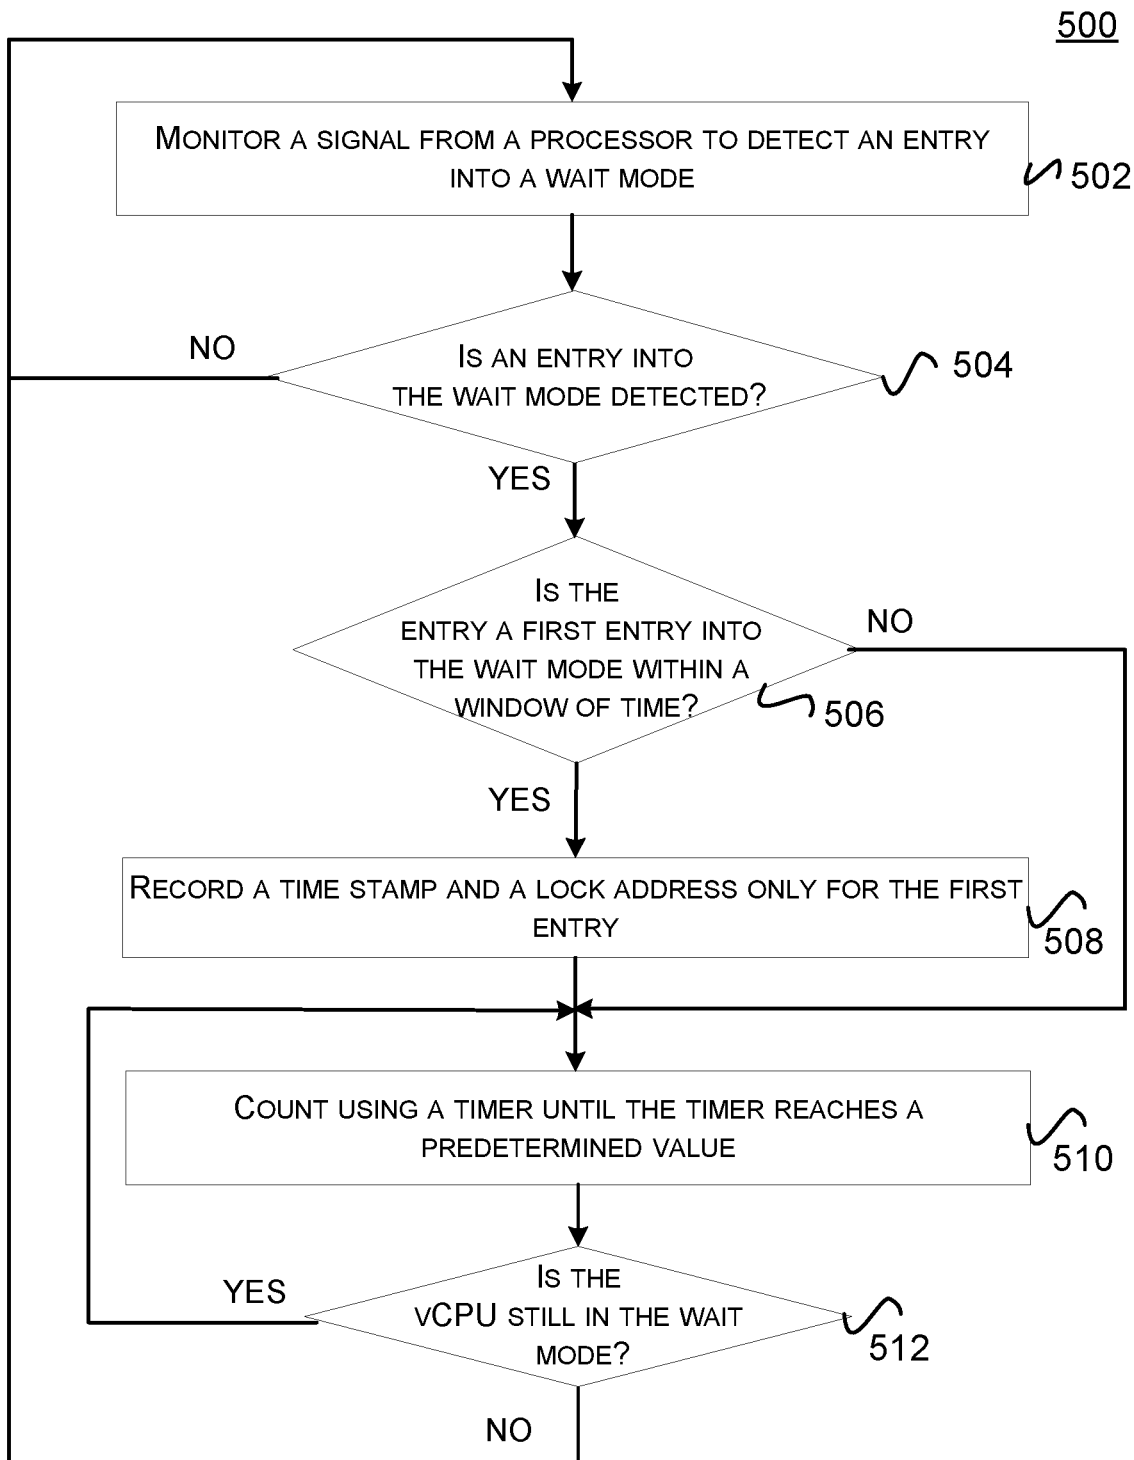 500
MONITOR A SIGNAL FROM A PROCESSOR TO DETECT AN ENTRY
INTO A WAIT MODE
502
NO
IS AN ENTRY INTO
THE WAIT MODE DETECTED?
504
YES
IS THE
ENTRY A FIRST ENTRY INTO
THE WAIT MODE WITHIN A
WINDOW OF TIME?
NO
506
YES
RECORD A TIME STAMP AND A LOCK ADDRESS ONLY FOR THE FIRST
ENTRY
508
COUNT USING A TIMER UNTIL THE TIMER REACHES A
PREDETERMINED VALUE
510
YES
IS THE
VCPU STILL IN THE WAIT
MODE?
512
NO